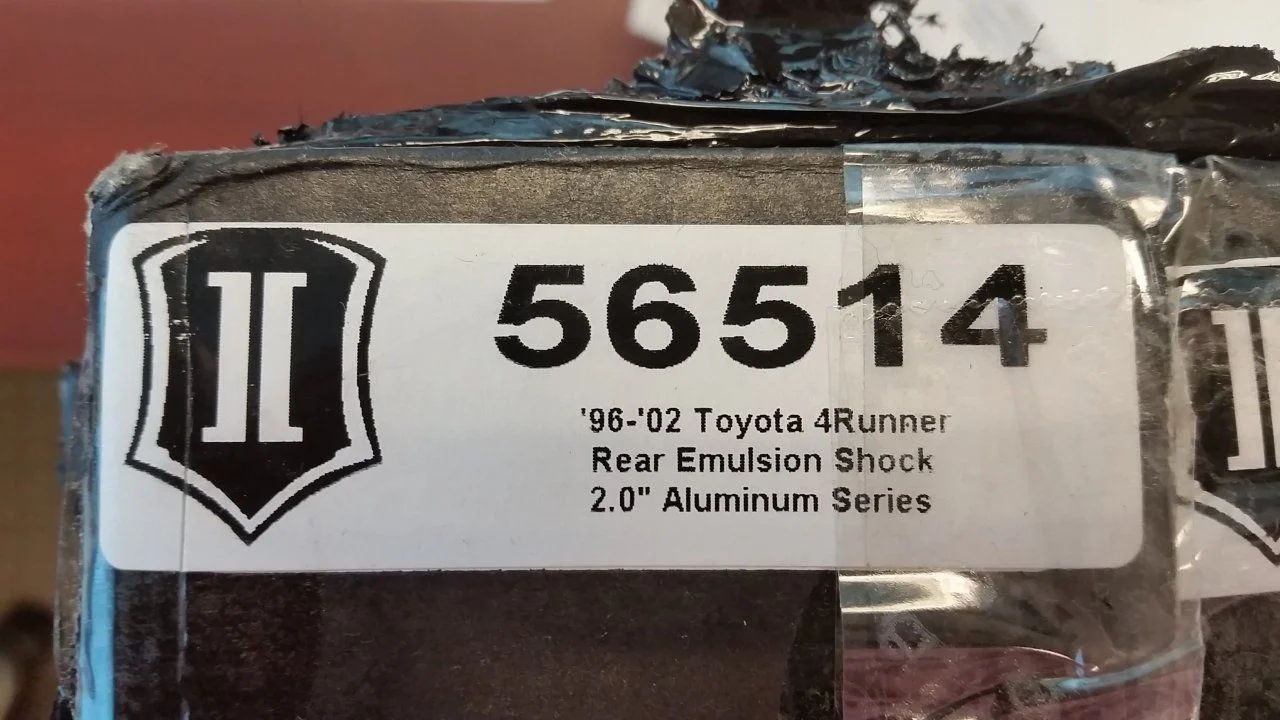 56514
'96-'02 Toyota 4Runner
Rear Emulsion Shock
2.0" Aluminum Series